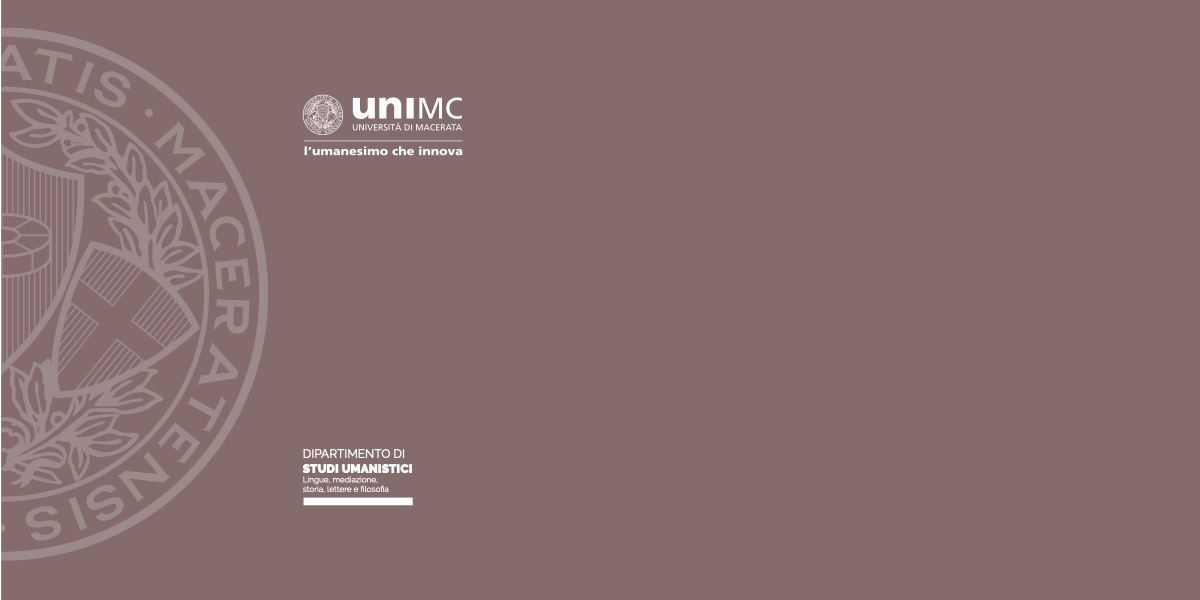 ATIS · MACERATENSIS ·
uniMC
UNIVERSITÀ DI MACERATA
l'umanesimo che innova
DIPARTIMENTO DI
STUDI UMANISTICI
Lingue, mediazione,
storia, lettere e filosofia